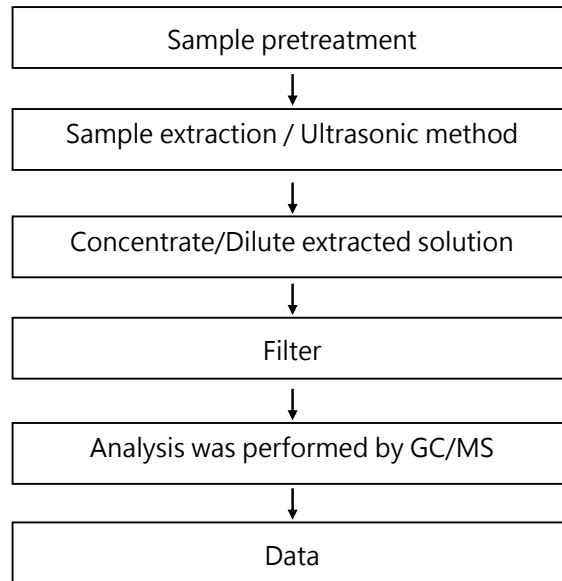 Sample pretreatment
Sample extraction / Ultrasonic method
Concentrate/Dilute extracted solution
Filter
Analysis was performed by GC/MS
Data